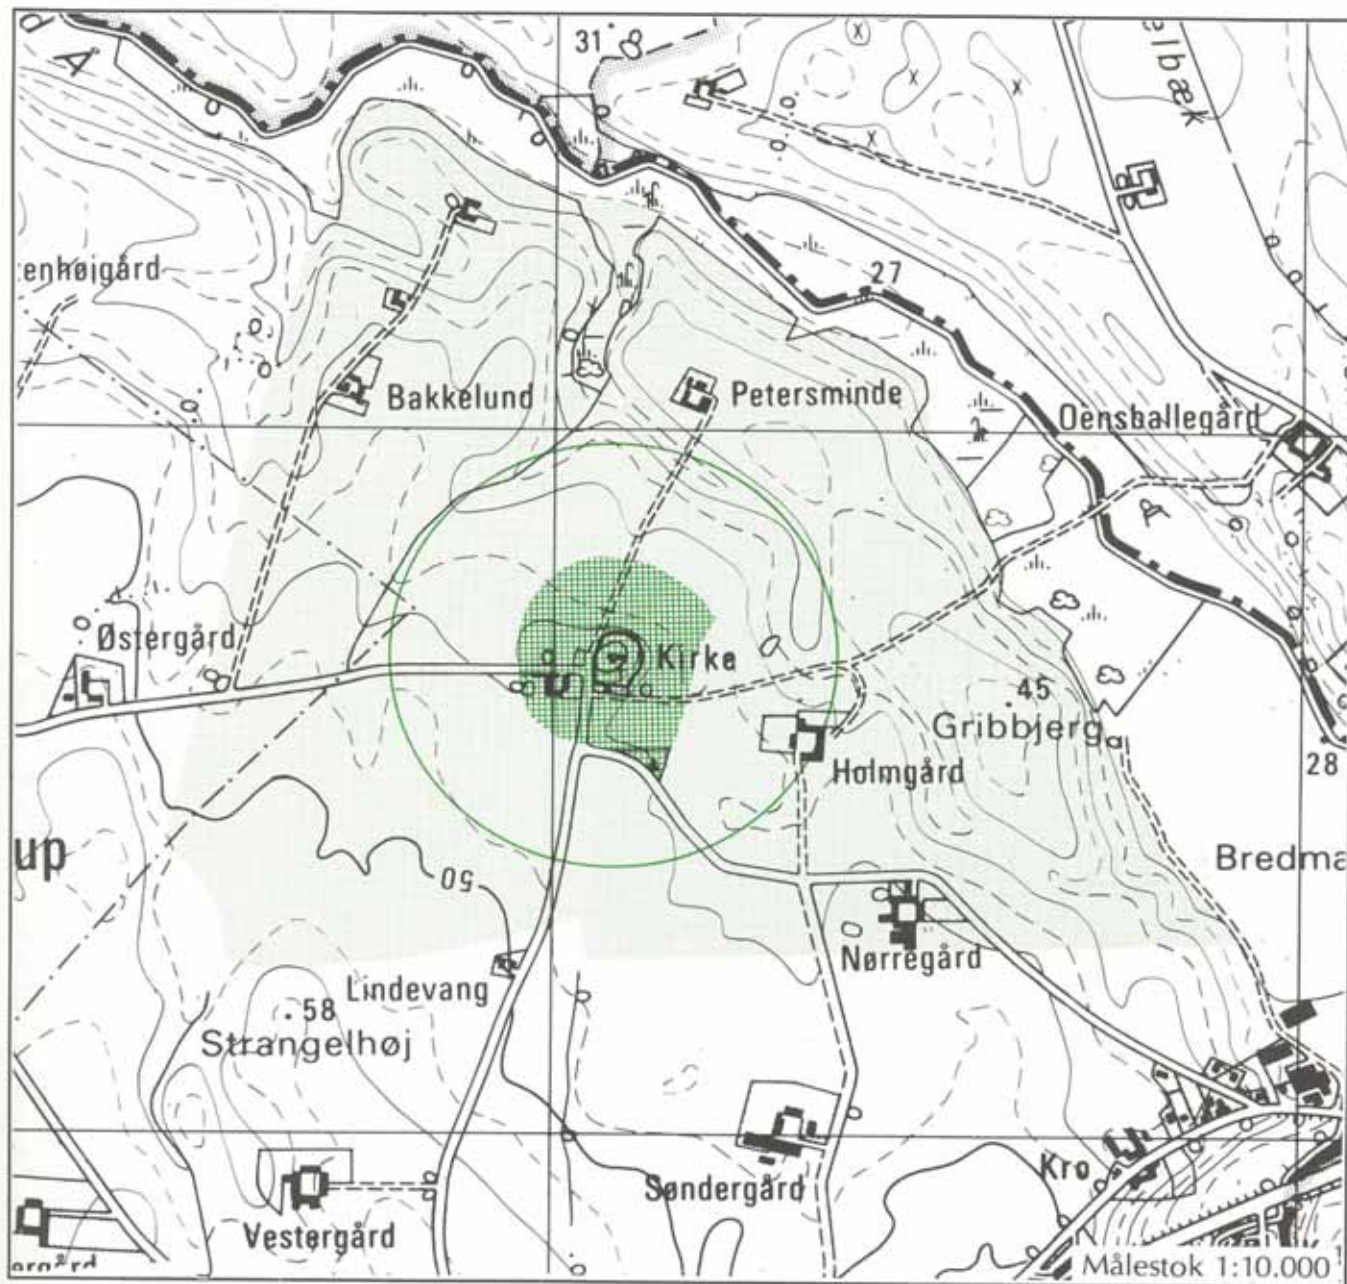 d Å
31
elbæk
27
enhøjgård
Bakkelund
Petersminde
Oensballegård
Østergård
Kirke
45
Gribbjerg
28
Holmgård
up
50
Bredma
Nørregård
Lindevang
.58
Strangelhøj
Søndergård
Kro
Vestergård
Målestok 1:10.000